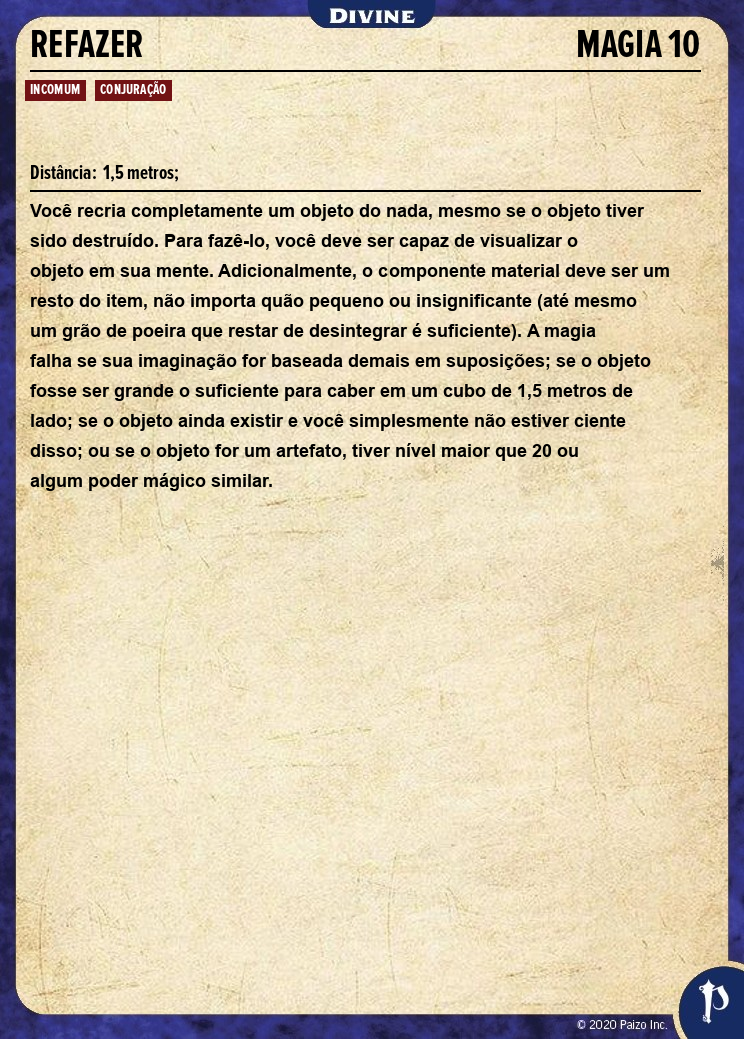 DIVINE
REFAZER MAGIA 10
INCOMUM CONJURAÇÃO
Distância: 1,5 metros;
Você recria completamente um objeto do nada, mesmo se o objeto tiver
sido destruído. Para fazê-lo, você deve ser capaz de visualizar o
objeto em sua mente. Adicionalmente, o componente material deve ser um
resto do item, não importa quão pequeno ou insignificante (até mesmo
um grão de poeira que restar de desintegrar é suficiente). A magia
falha se sua imaginação for baseada demais em suposições; se o objeto
fosse ser grande o suficiente para caber em um cubo de 1,5 metros de
lado; se o objeto ainda existir e você simplesmente não estiver ciente
disso; ou se o objeto for um artefato, tiver nível maior que 20 ou
algum poder mágico similar.
© 2020 Paizo Inc.
P